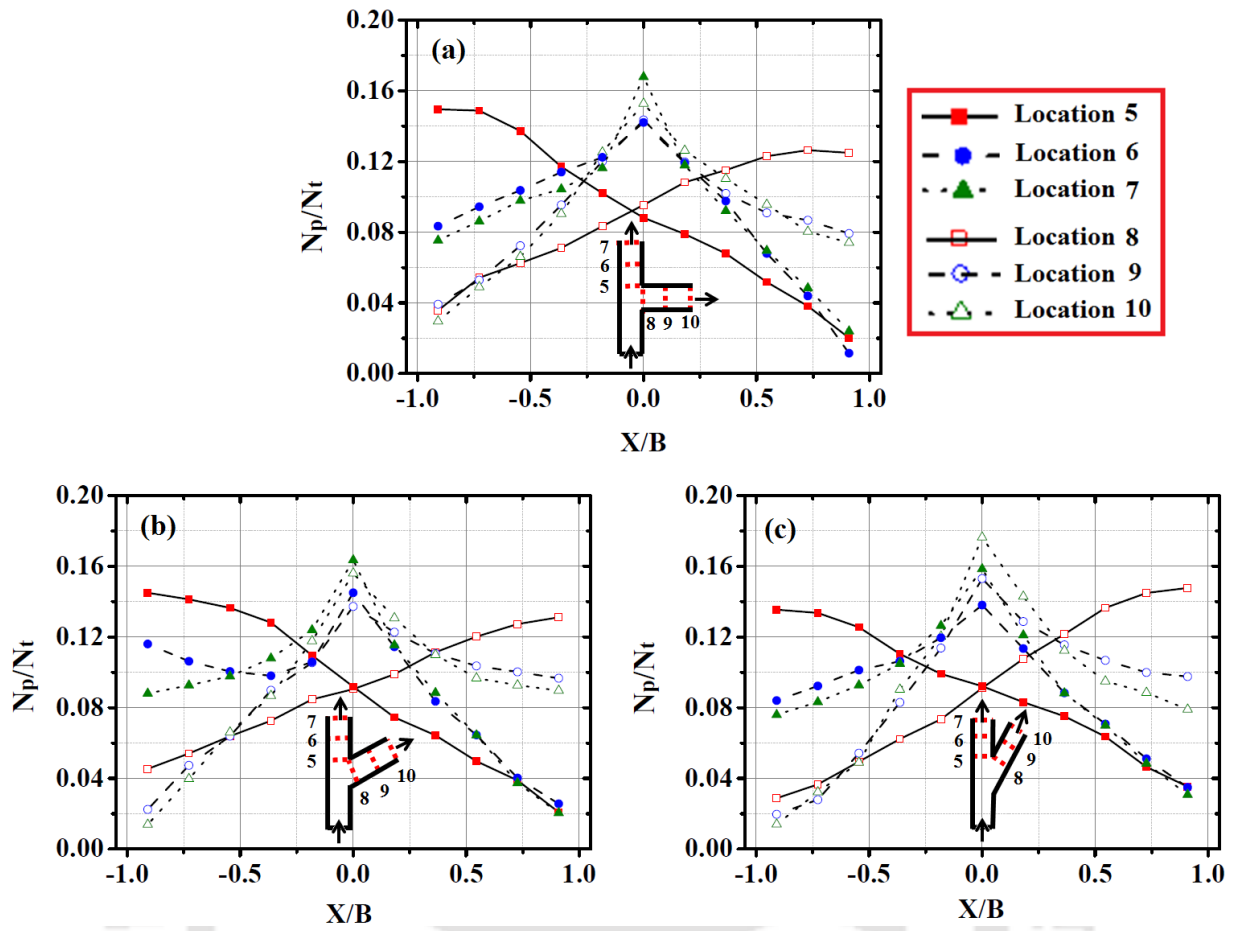 0.20
0.16
0.12
0.08
0.04
0.00
Np/Nt
(a)
7
6
5
8 9 10
-1.0 -0.5 0.0 0.5 1.0
X/B
Location 5
Location 6
Location 7
Location 8
Location 9
Location 10
0.20
0.16
0.12
0.08
0.04
0.00
Np/Nt
(b)
7
6
5
10
9
8
-1.0 -0.5 0.0 0.5 1.0
X/B
0.20
0.16
0.12
0.08
0.04
0.00
Np/Nt
(c)
7
6
5
10
9
8
-1.0 -0.5 0.0 0.5 1.0
X/B